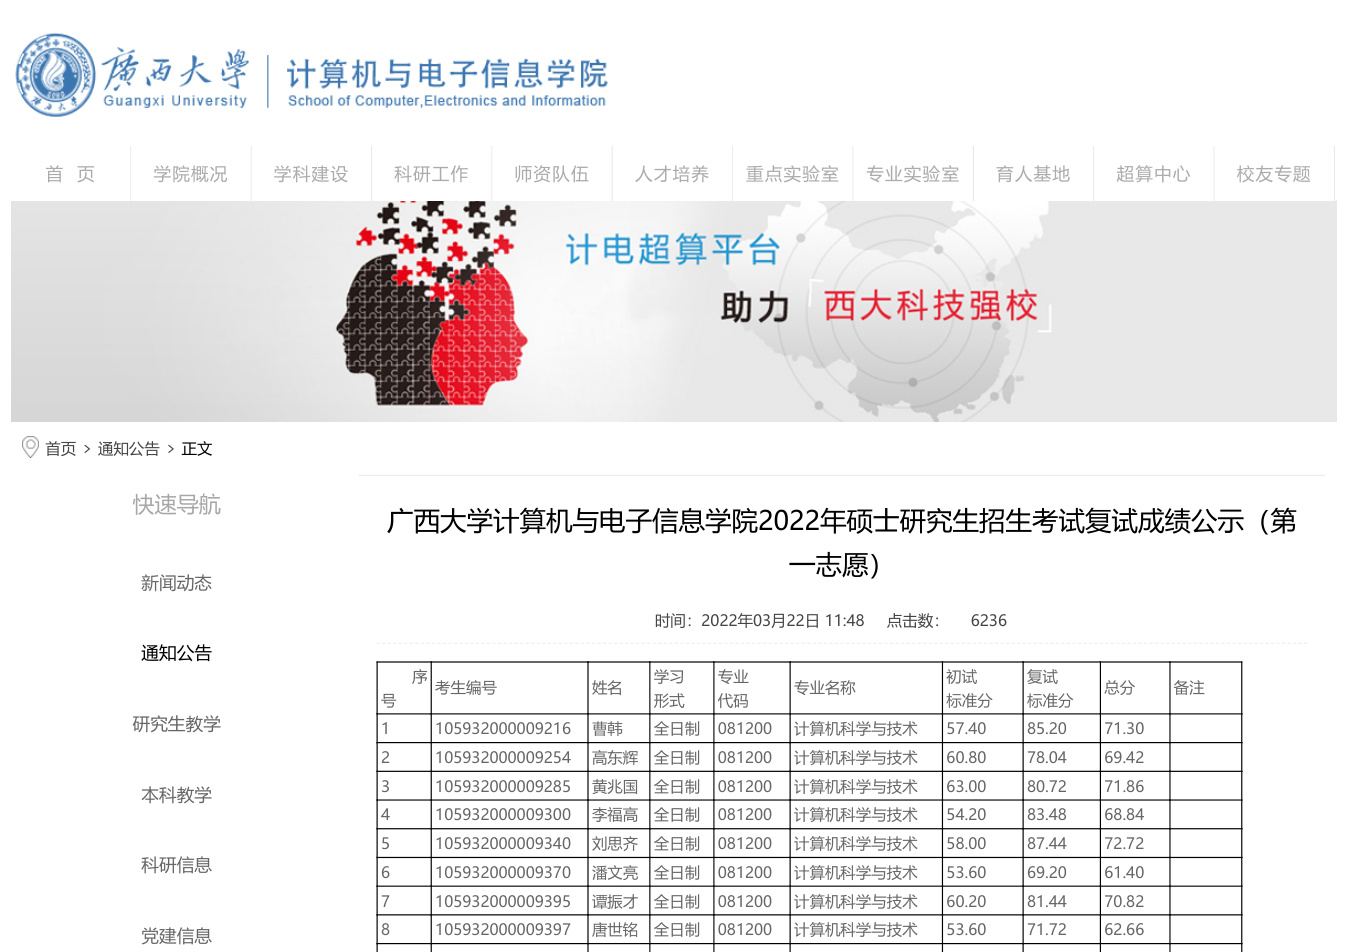 廣西大學
Guangxi University
计算机与电子信息学院
School of Computer,Electronics and Information
首 页 学院概况 学科建设 科研工作 师资队伍 人才培养 重点实验室 专业实验室 育人基地 超算中心 校友专题
计电超算平台
助力「西大科技强校」
首页 > 通知公告 > 正文
快速导航
新闻动态
通知公告
研究生教学
本科教学
科研信息
党建信息
广西大学计算机与电子信息学院2022年硕士研究生招生考试复试成绩公示（第
一志愿）
时间：2022年03月22日 11:48 点击数： 6236
序号 考生编号 姓名 学习形式 专业代码 专业名称 初试标准分 复试标准分 总分 备注
1 105932000009216 曹韩 全日制 081200 计算机科学与技术 57.40 85.20 71.30
2 105932000009254 高东辉 全日制 081200 计算机科学与技术 60.80 78.04 69.42
3 105932000009285 黄兆国 全日制 081200 计算机科学与技术 63.00 80.72 71.86
4 105932000009300 李福高 全日制 081200 计算机科学与技术 54.20 83.48 68.84
5 105932000009340 刘思齐 全日制 081200 计算机科学与技术 58.00 87.44 72.72
6 105932000009370 潘文亮 全日制 081200 计算机科学与技术 53.60 69.20 61.40
7 105932000009395 谭振才 全日制 081200 计算机科学与技术 60.20 81.44 70.82
8 105932000009397 唐世铭 全日制 081200 计算机科学与技术 53.60 71.72 62.66